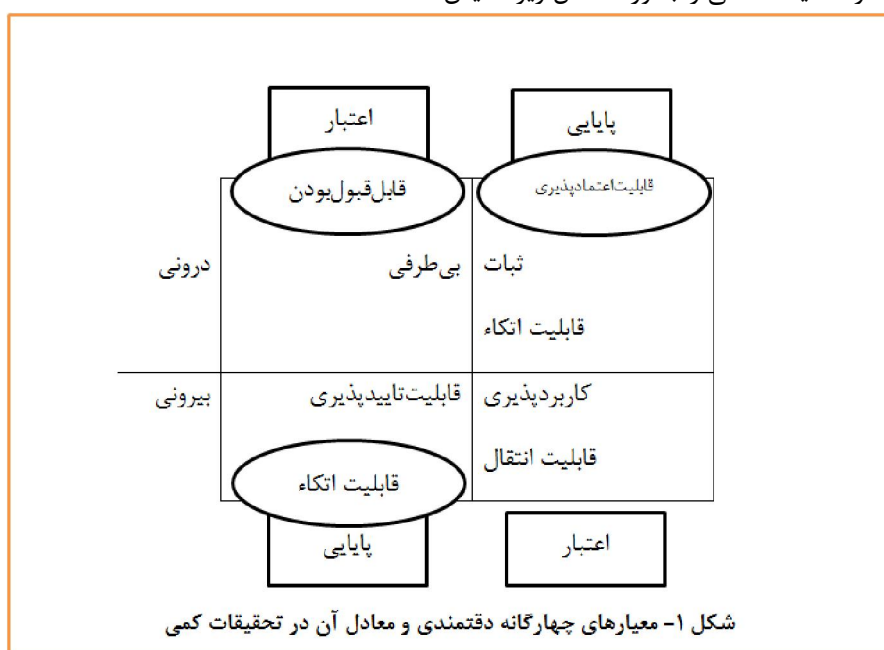 پایایی
اعتبار
قابلیت‌اعتمادپذیری
قابل‌قبول‌بودن
ثبات
بی‌طرفی
درونی
قابلیت اتکاء
کاربردپذیری
قابلیت‌تاییدپذیری
بیرونی
قابلیت انتقال
قابلیت اتکاء
اعتبار
پایایی
شکل ۱- معیارهای چهارگانه دقتمندی و معادل آن در تحقیقات کمی